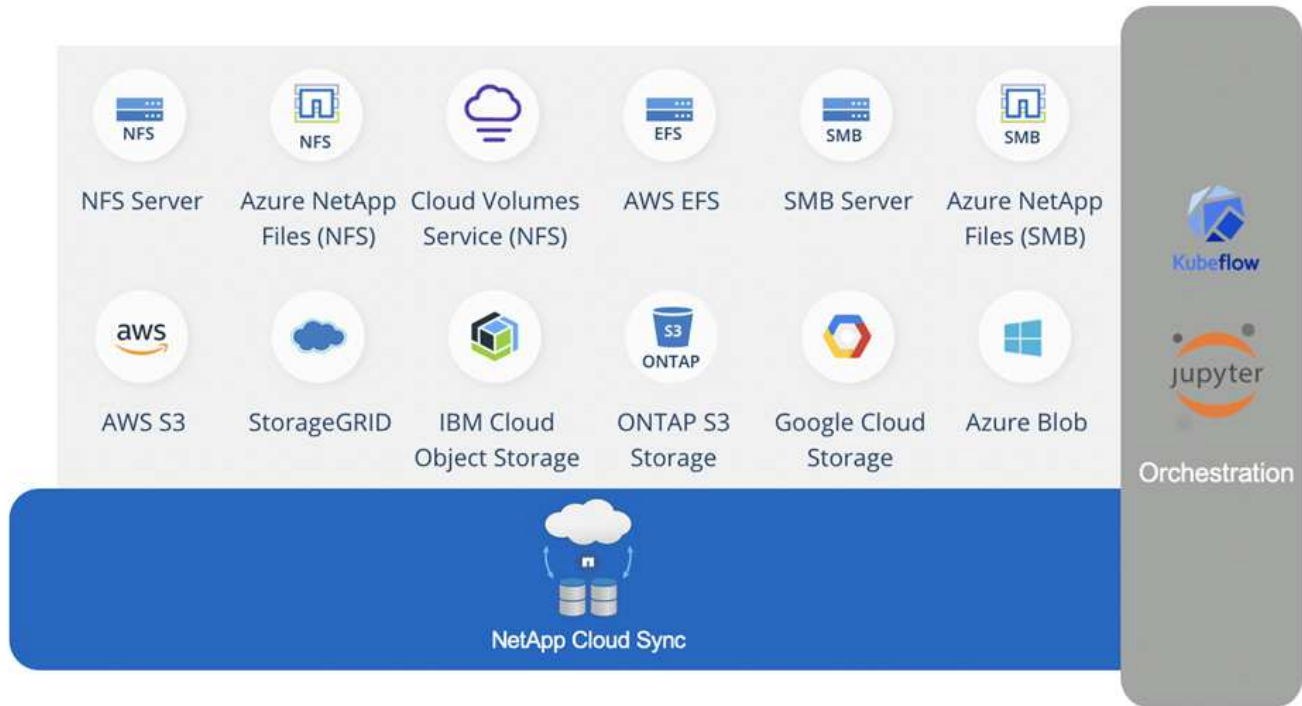 NFS
NFS
EFS
SMB
SMB
NFS Server
Azure NetApp
Files (NFS)
Cloud Volumes
Service (NFS)
AWS EFS
SMB Server
Azure NetApp
Files (SMB)
aws
S3
ONTAP
AWS S3
StorageGRID
IBM Cloud
Object Storage
ONTAP S3
Storage
Google Cloud
Storage
Azure Blob
NetApp Cloud Sync
Kubeflow
jupyter
Orchestration